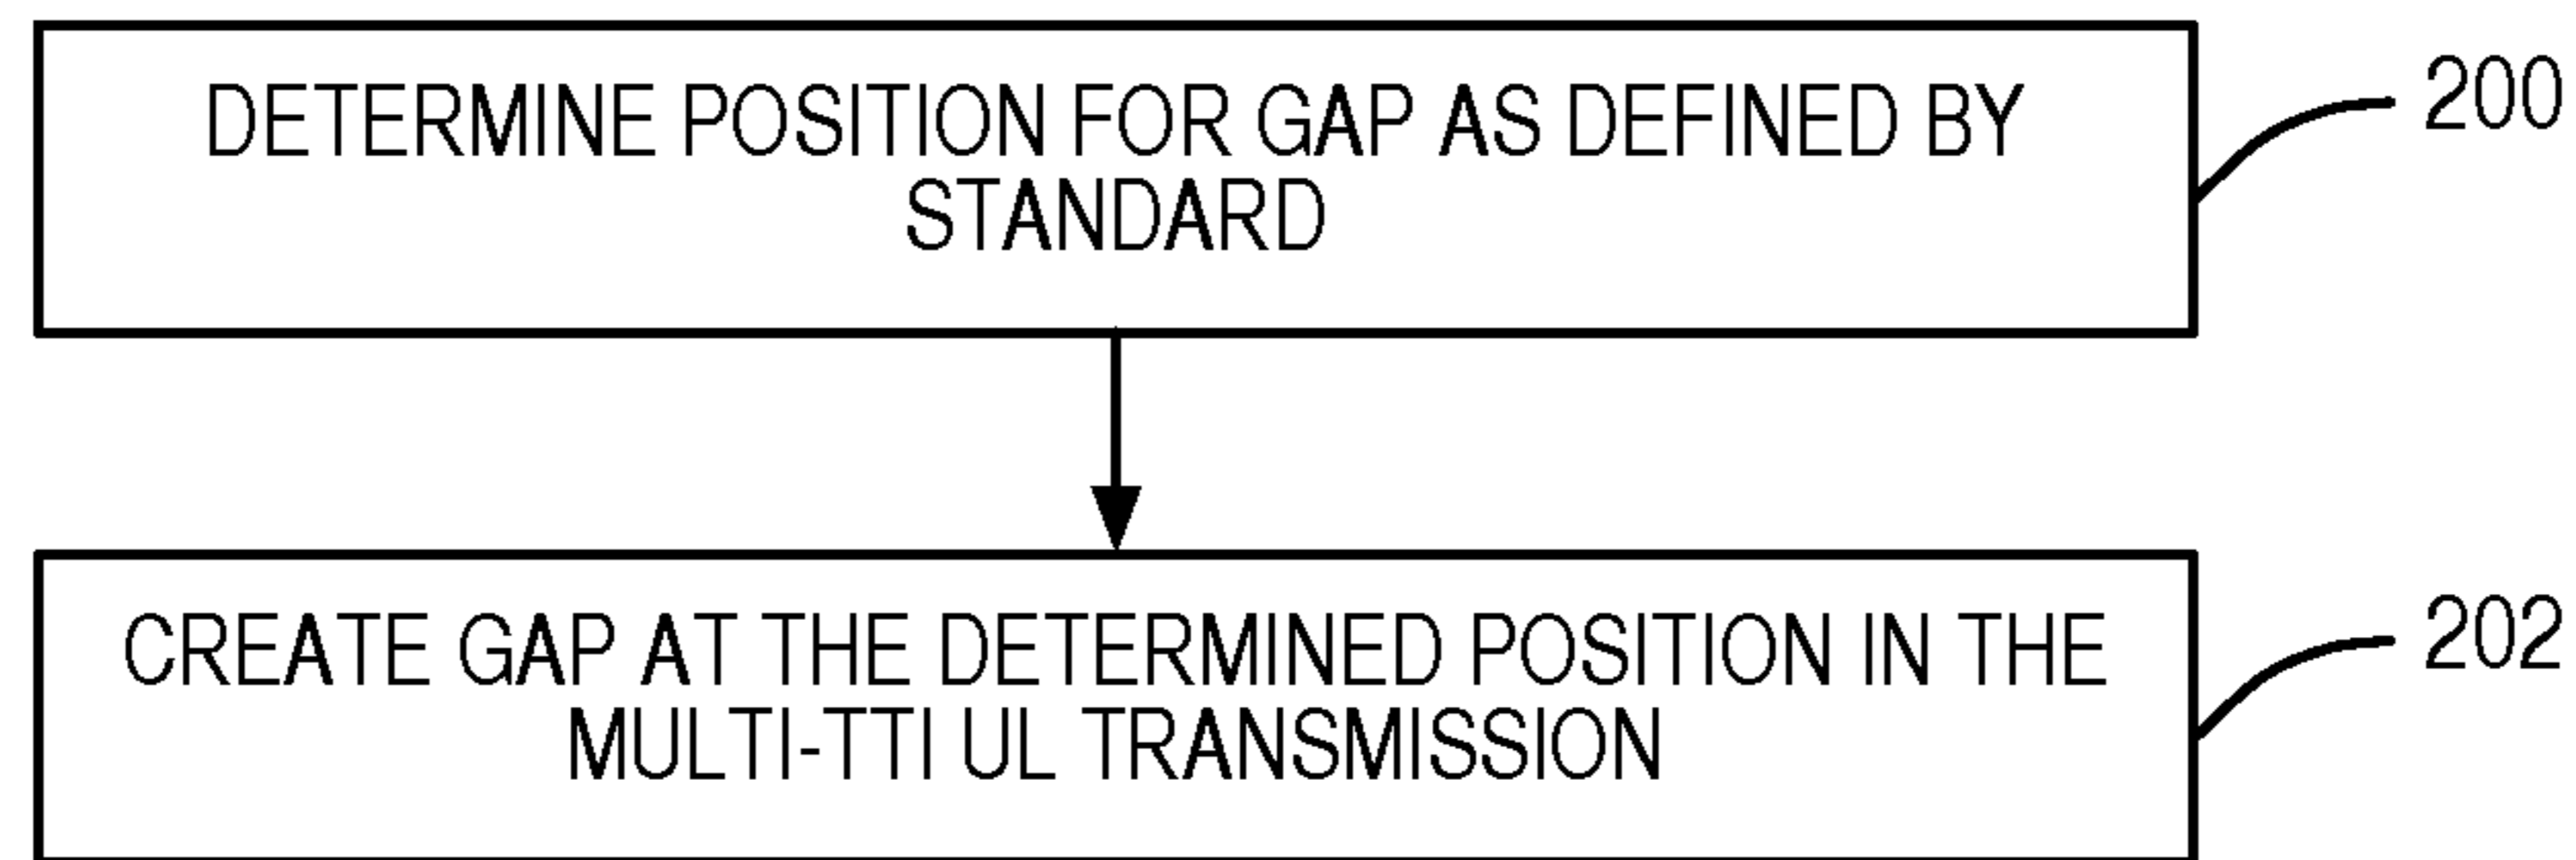 DETERMINE POSITION FOR GAP AS DEFINED BY
STANDARD
200
CREATE GAP AT THE DETERMINED POSITION IN THE
MULTI-TTI UL TRANSMISSION
202